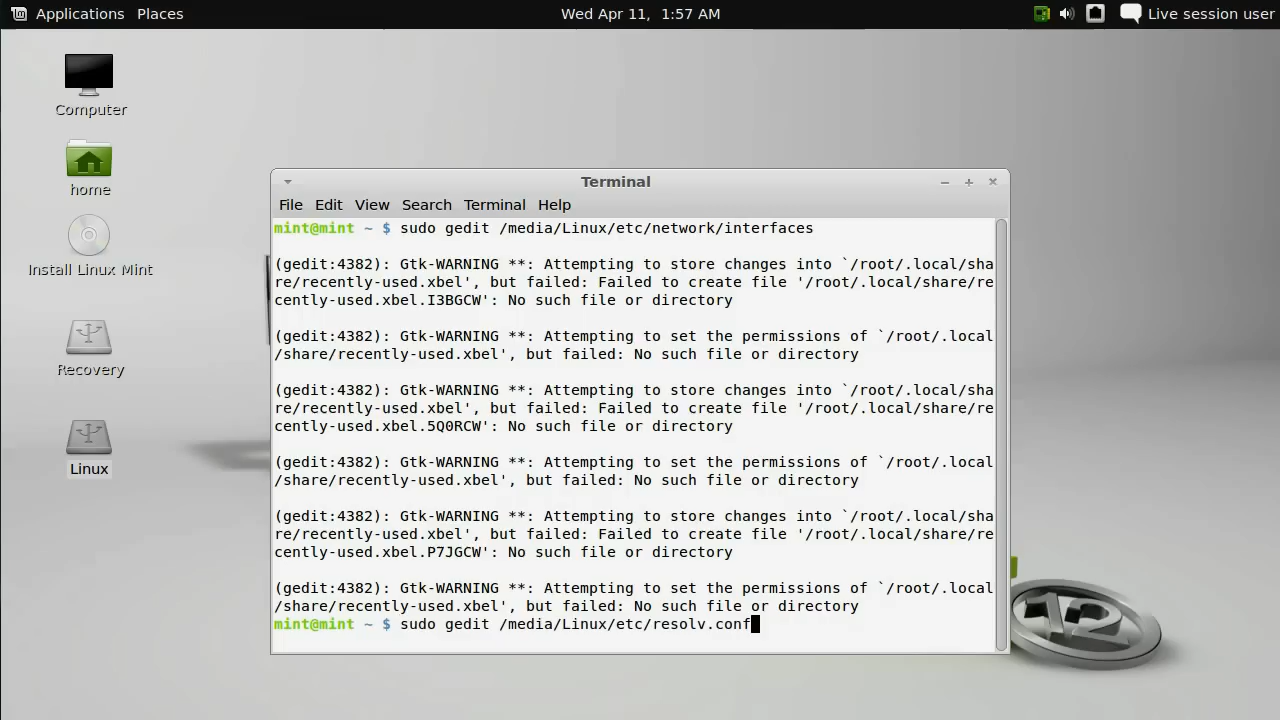 Applications Places Wed Apr 11, 1:57 AM Live session user
Computer
home
Install Linux Mint
Recovery
Linux
Terminal
File Edit View Search Terminal Help
mint@mint ~ $ sudo gedit /media/Linux/etc/network/interfaces
(gedit:4382): Gtk-WARNING **: Attempting to store changes into `/root/.local/sha
re/recently-used.xbel', but failed: Failed to create file '/root/.local/share/re
cently-used.xbel.I3BGCW': No such file or directory
(gedit:4382): Gtk-WARNING **: Attempting to set the permissions of `/root/.local
/share/recently-used.xbel', but failed: No such file or directory
(gedit:4382): Gtk-WARNING **: Attempting to store changes into `/root/.local/sha
re/recently-used.xbel', but failed: Failed to create file '/root/.local/share/re
cently-used.xbel.5Q0RCW': No such file or directory
(gedit:4382): Gtk-WARNING **: Attempting to set the permissions of `/root/.local
/share/recently-used.xbel', but failed: No such file or directory
(gedit:4382): Gtk-WARNING **: Attempting to store changes into `/root/.local/sha
re/recently-used.xbel', but failed: Failed to create file '/root/.local/share/re
cently-used.xbel.P7JGCW': No such file or directory
(gedit:4382): Gtk-WARNING **: Attempting to set the permissions of `/root/.local
/share/recently-used.xbel', but failed: No such file or directory
mint@mint ~ $ sudo gedit /media/Linux/etc/resolv.conf
12